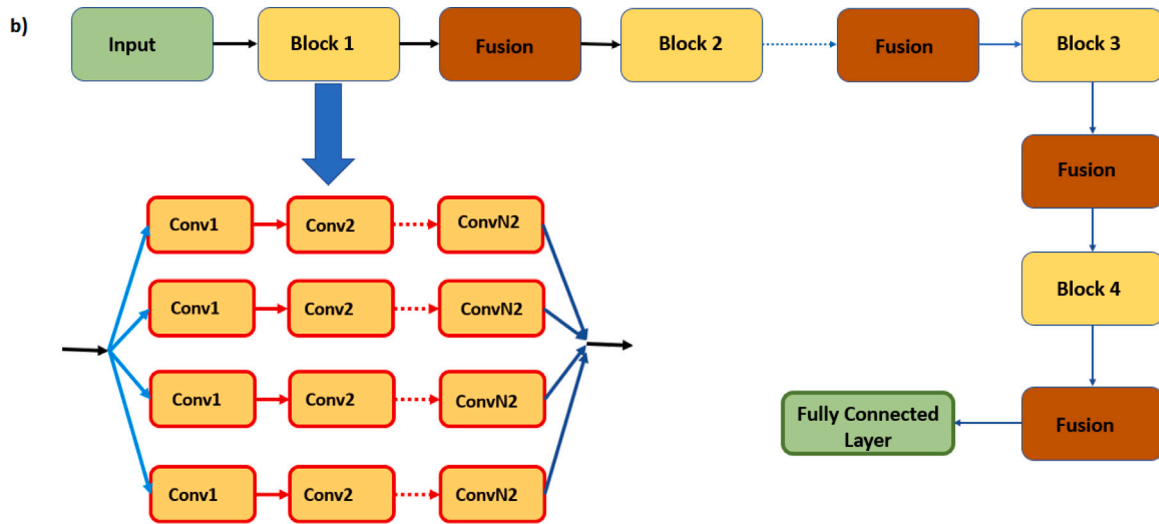 b)
Input
Block 1
Fusion
Block 2
Fusion
Block 3
Fusion
Block 4
Fusion
Fully Connected
Layer
Conv1
Conv2
ConvN2
Conv1
Conv2
ConvN2
Conv1
Conv2
ConvN2
Conv1
Conv2
ConvN2